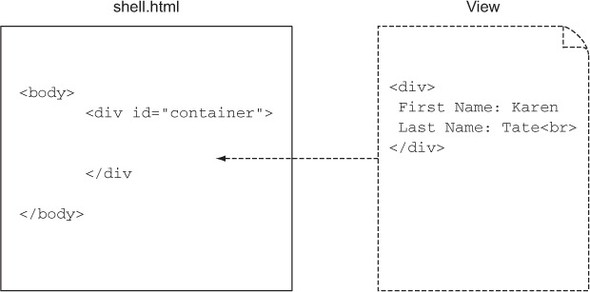 shell.html
<body>
<div id="container">
</div
</body>
View
<div>
First Name: Karen
Last Name: Tate<br>
</div>